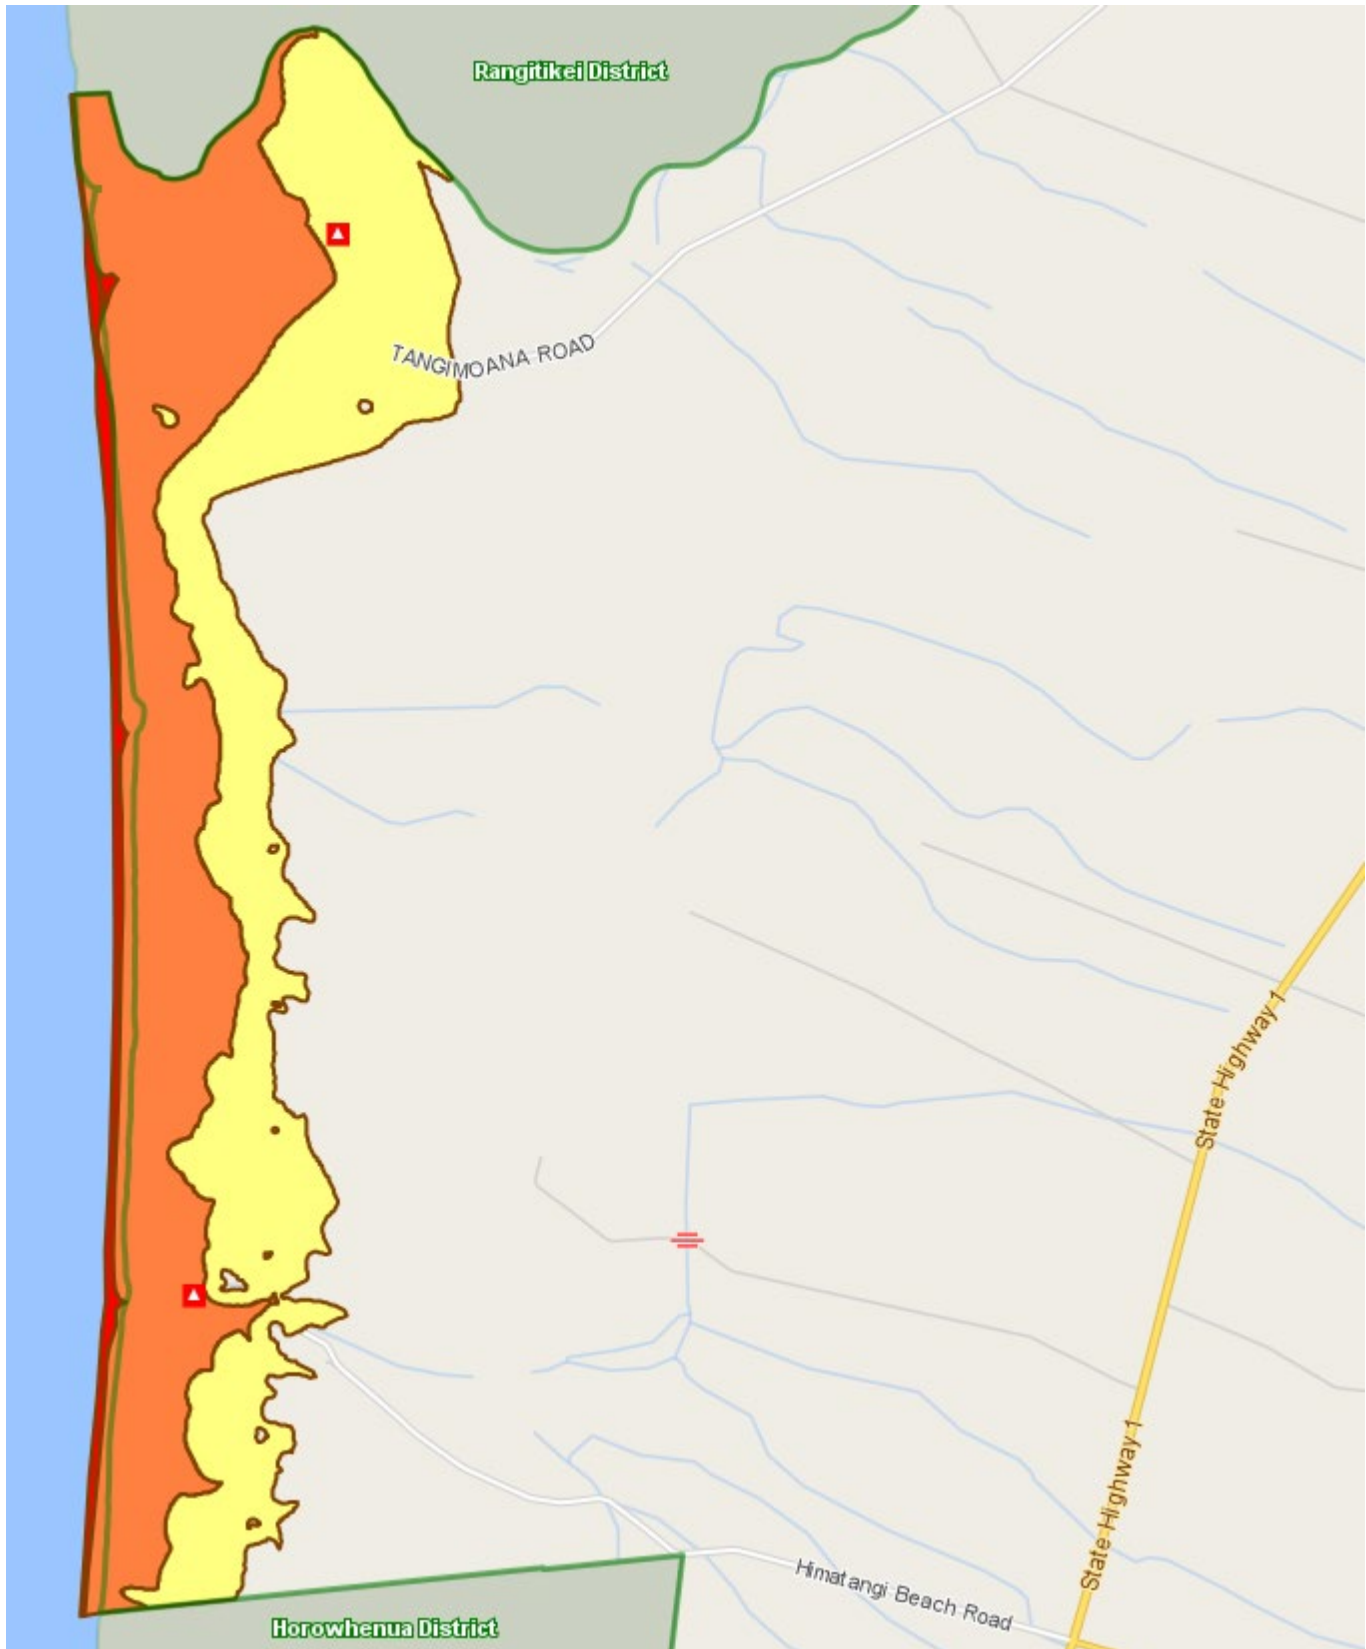 Rangitikei District
TANGIMOANA ROAD
State Highway 1
State Highway 1
Himatangi Beach Road
Horowhenua District